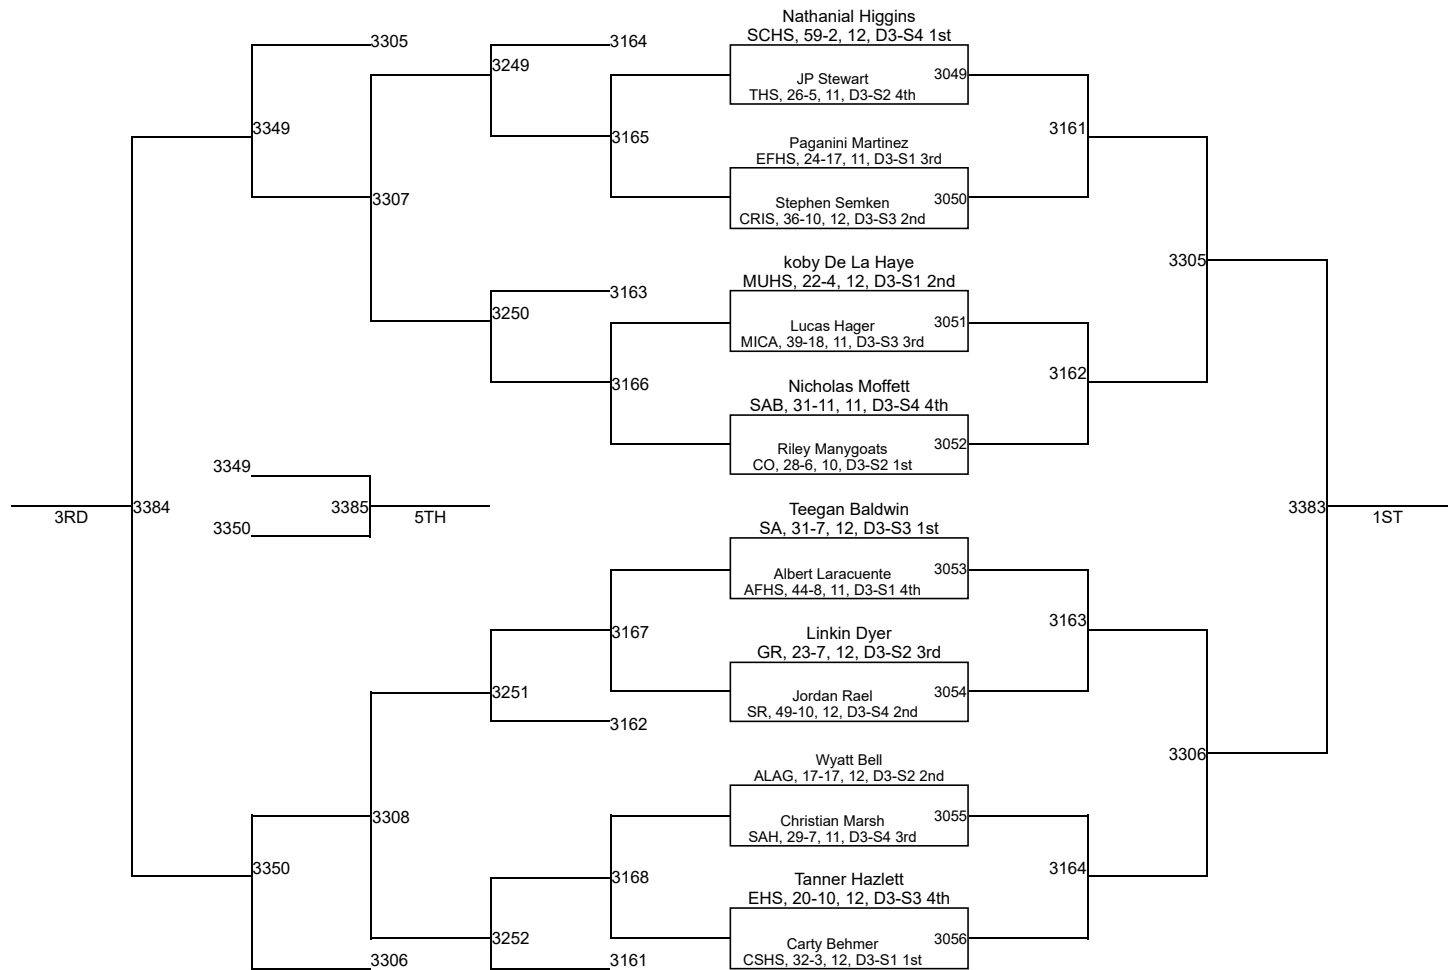 Nathanial Higgins
SCHS, 59-2, 12, D3-S4 1st
3305
3164
3249
JP Stewart
THS, 26-5, 11, D3-S2 4th
3049
3349
3165
3161
Paganini Martinez
EFHS, 24-17, 11, D3-S1 3rd
3307
Stephen Semken
CRIS, 36-10, 12, D3-S3 2nd
3050
koby De La Haye
MUHS, 22-4, 12, D3-S1 2nd
3305
3163
3250
Lucas Hager
MICA, 39-18, 11, D3-S3 3rd
3051
3166
3162
Nicholas Moffett
SAB, 31-11, 11, D3-S4 4th
Riley Manygoats
CO, 28-6, 10, D3-S2 1st
3052
3349
3384
3RD
3385
5TH
3350
3383
1ST
Teegan Baldwin
SA, 31-7, 12, D3-S3 1st
Albert Laracuente
AFHS, 44-8, 11, D3-S1 4th
3053
3167
3163
Linkin Dyer
GR, 23-7, 12, D3-S2 3rd
3251
Jordan Rael
SR, 49-10, 12, D3-S4 2nd
3054
3162
3306
Wyatt Bell
ALAG, 17-17, 12, D3-S2 2nd
3308
Christian Marsh
SAH, 29-7, 11, D3-S4 3rd
3055
3350
3168
3164
Tanner Hazlett
EHS, 20-10, 12, D3-S3 4th
3252
Carty Behmer
CSHS, 32-3, 12, D3-S1 1st
3056
3306
3161